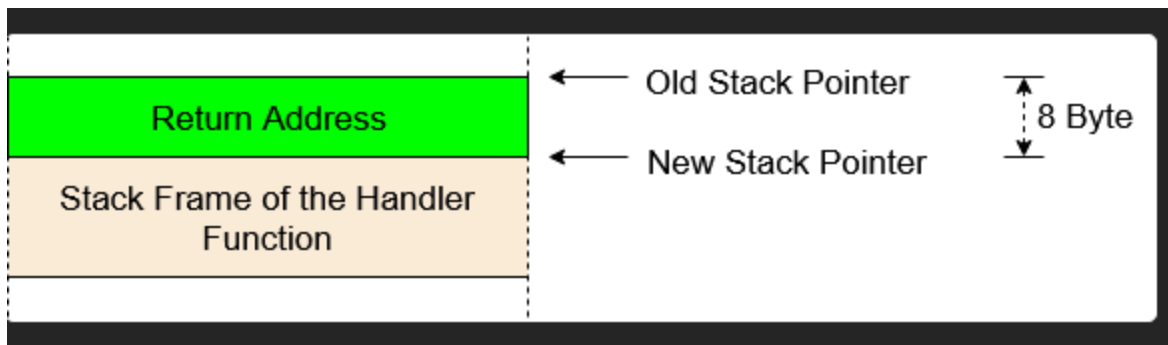 Return Address
Old Stack Pointer
8 Byte
New Stack Pointer
Stack Frame of the Handler
Function